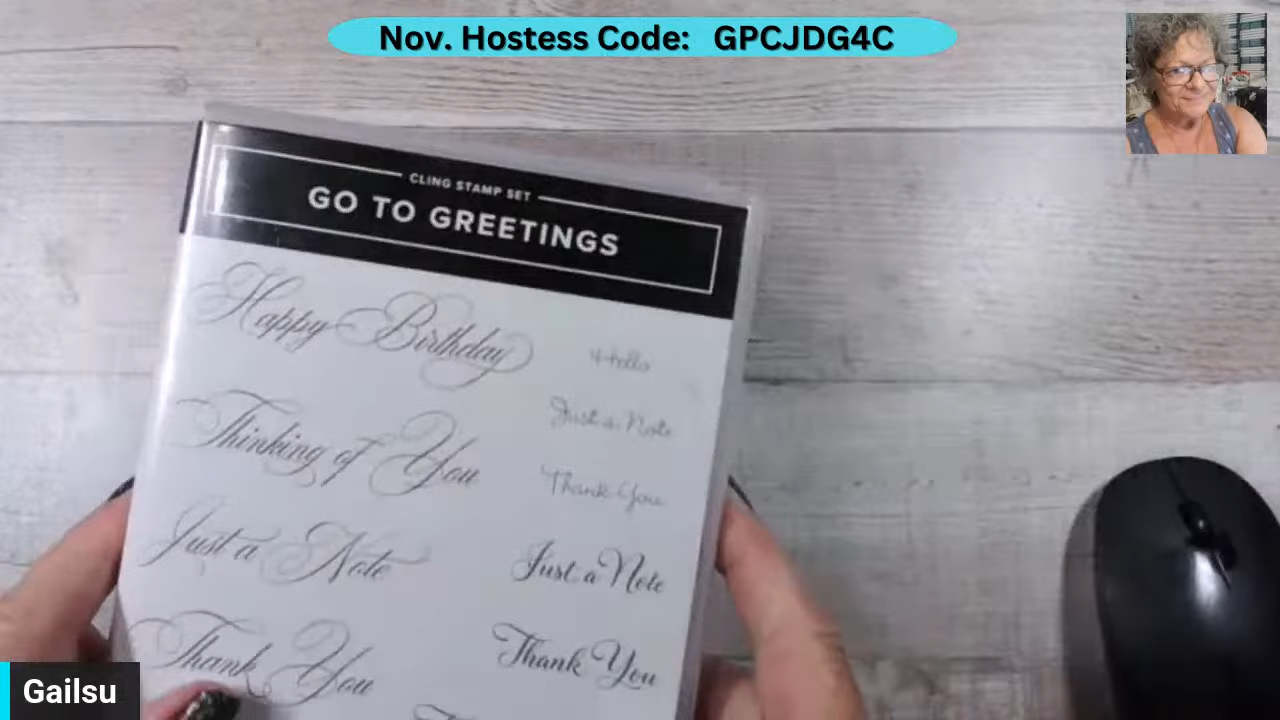 Nov. Hostess Code: GPCJDG4C
CLING STAMP SET
GO TO GREETINGS
Happy Birthday
Hello
Just a Note
Thinking of You
Thank You
Just a Note
Just a Note
Thank You
Thank You
Gailsu